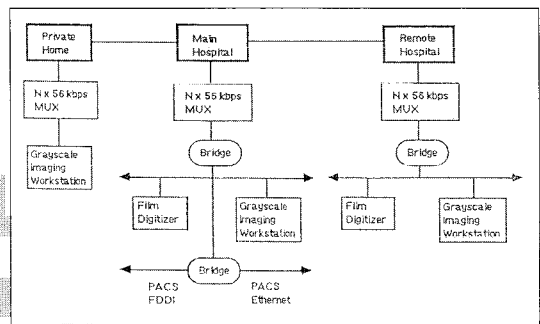 Private
Home
Main
Hospital
Remote
Hospital
N x 56 kbps
MUX
N x 56 kbps
MUX
N x 56 kbps
MUX
Grayscale
Imaging
Workstation
Bridge
Bridge
Film
Digitizer
Grayscale
Imaging
Workstation
Film
Digitizer
Grayscale
Imaging
Workstation
Bridge
PACS
FDDI
PACS
Ethernet